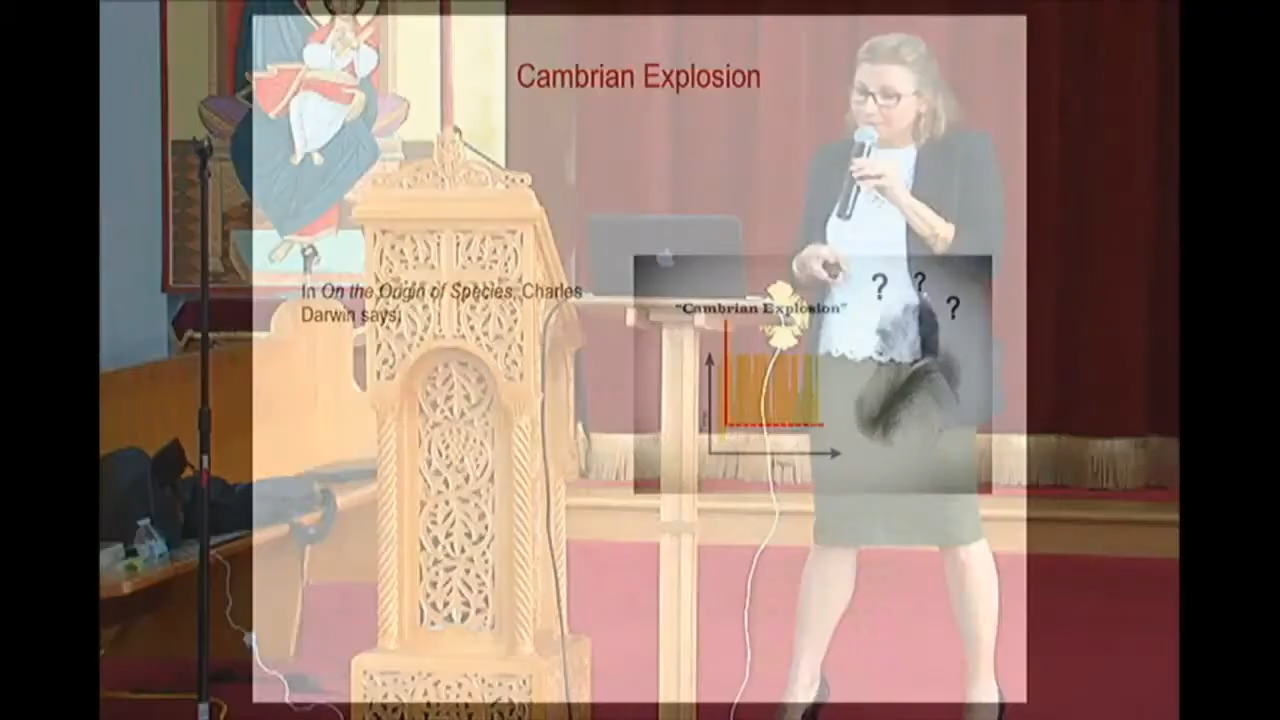 Cambrian Explosion
In On the Origin of Species, Charles
Darwin says,
? ? ?
"Cambrian Explosion"